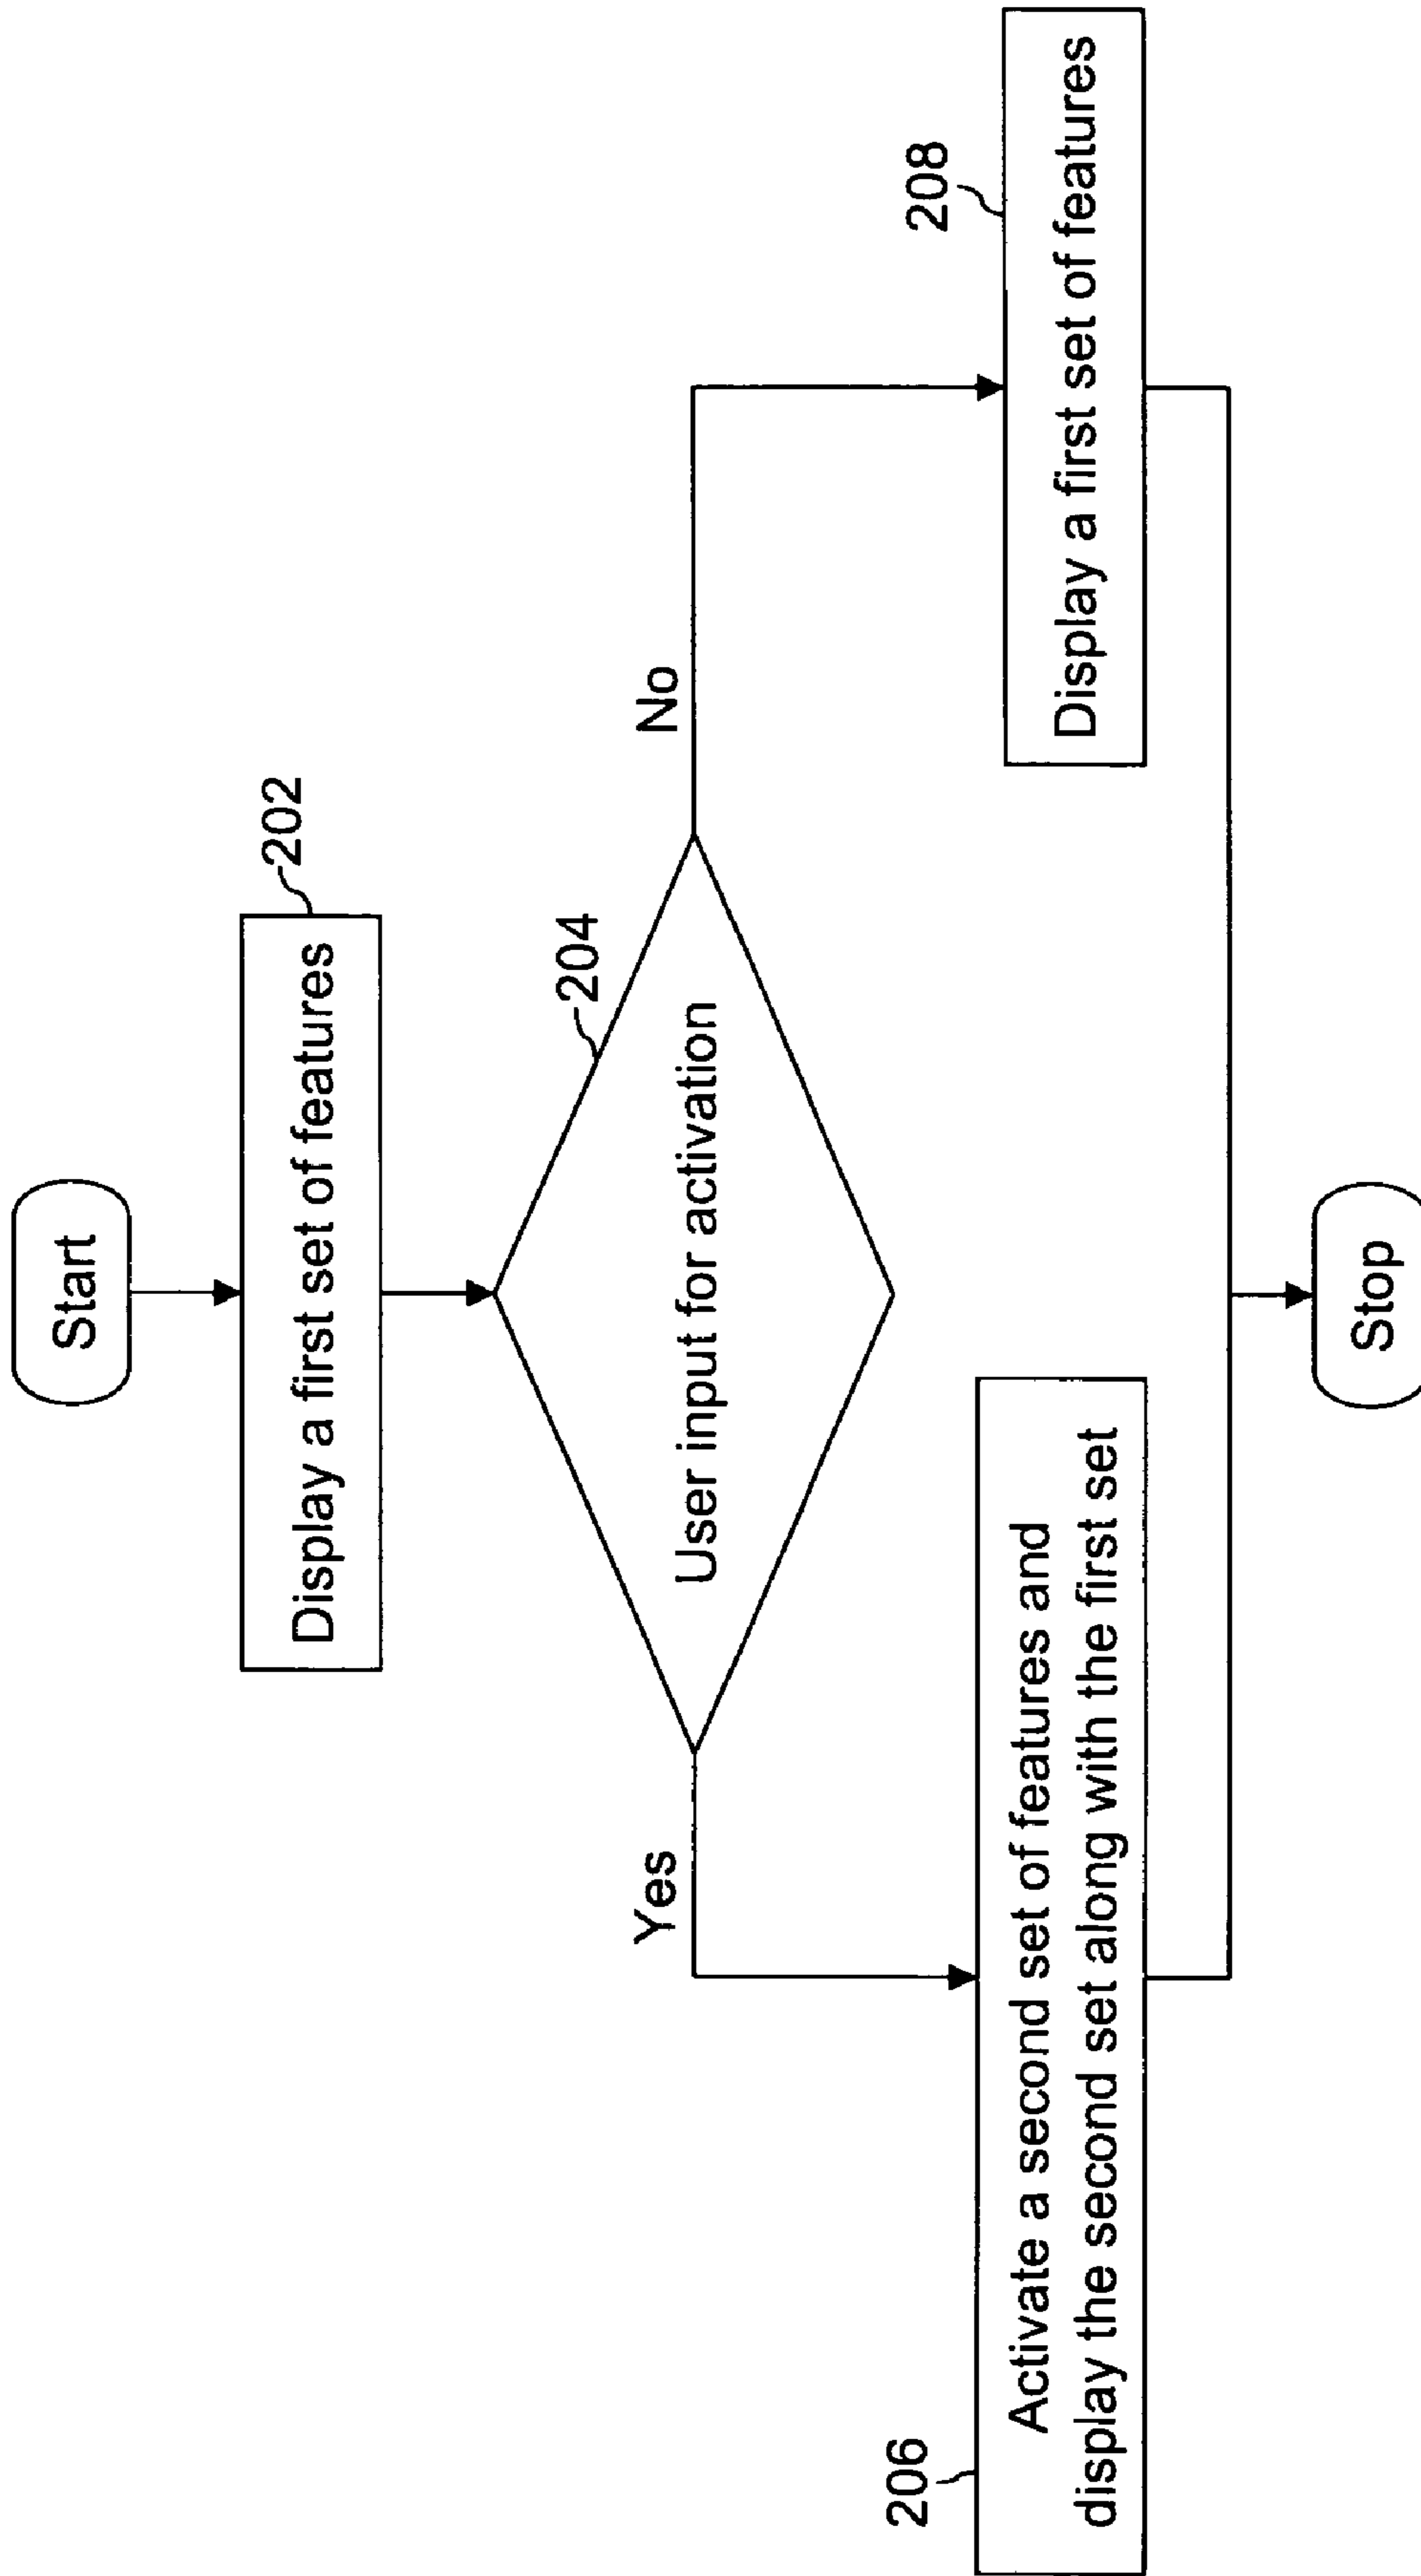 Start
Display a first set of features
202
204
User input for activation
Yes
No
206
Activate a second set of features and
display the second set along with the first set
208
Display a first set of features
Stop